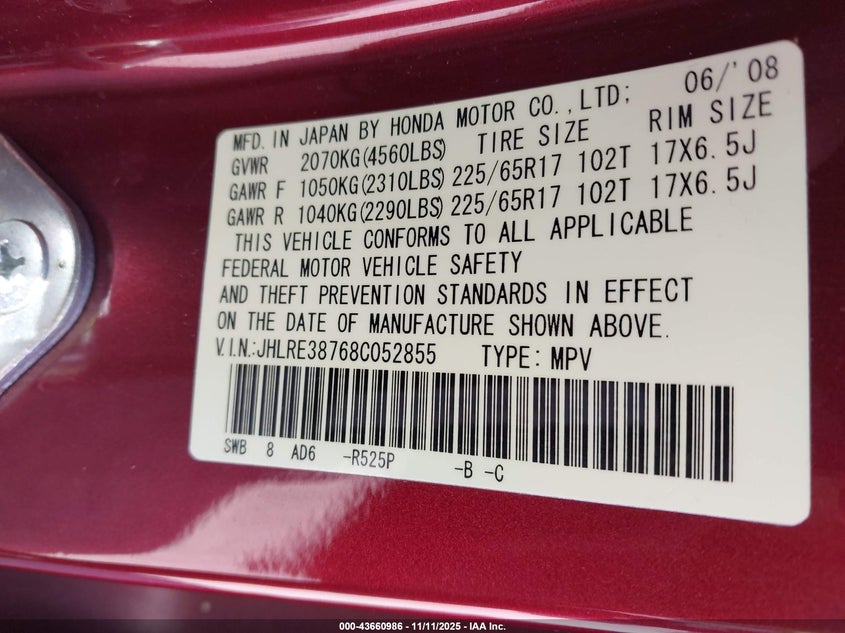 06/'08
MFD. IN JAPAN BY HONDA MOTOR CO., LTD;
GVWR 2070KG(4560LBS) TIRE SIZE RIM SIZE
GAWR F 1050KG(2310LBS) 225/65R17 102T 17X6.5J
GAWR R 1040KG(2290LBS) 225/65R17 102T 17X6.5J
THIS VEHICLE CONFORMS TO ALL APPLICABLE
FEDERAL MOTOR VEHICLE SAFETY
AND THEFT PREVENTION STANDARDS IN EFFECT
ON THE DATE OF MANUFACTURE SHOWN ABOVE.
V.I.N.:JHLRE38768C052855 TYPE: MPV
SWB 8 AD6 -R525P -B -C
000-43660986 - 11/11/2025 - IAA Inc.